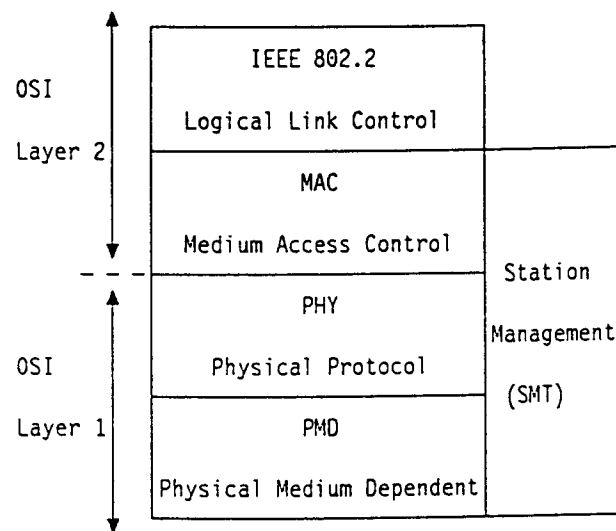 IEEE 802.2
OSI
Logical Link Control
Layer 2
MAC
Medium Access Control
Station
PHY
Management
OSI
Physical Protocol
(SMT)
Layer 1
PMD
Physical Medium Dependent